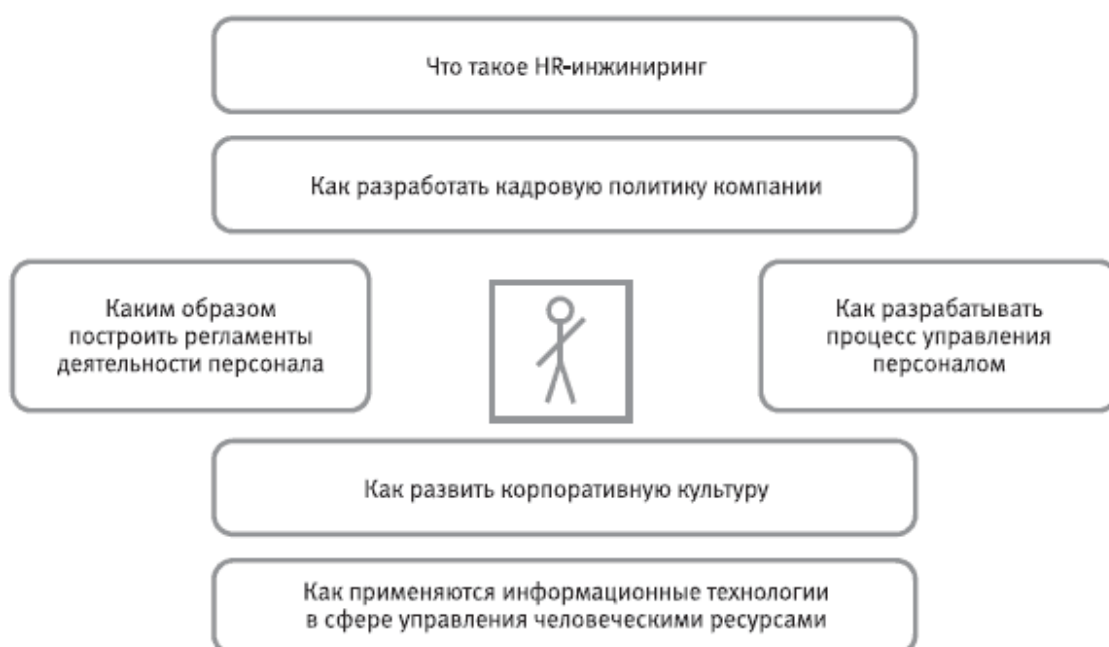 Что такое HR-инжиниринг
Как разработать кадровую политику компании
Каким образом
построить регламенты
деятельности персонала
Как разрабатывать
процесс управления
персоналом
Как развить корпоративную культуру
Как применяются информационные технологии
в сфере управления человеческими ресурсами